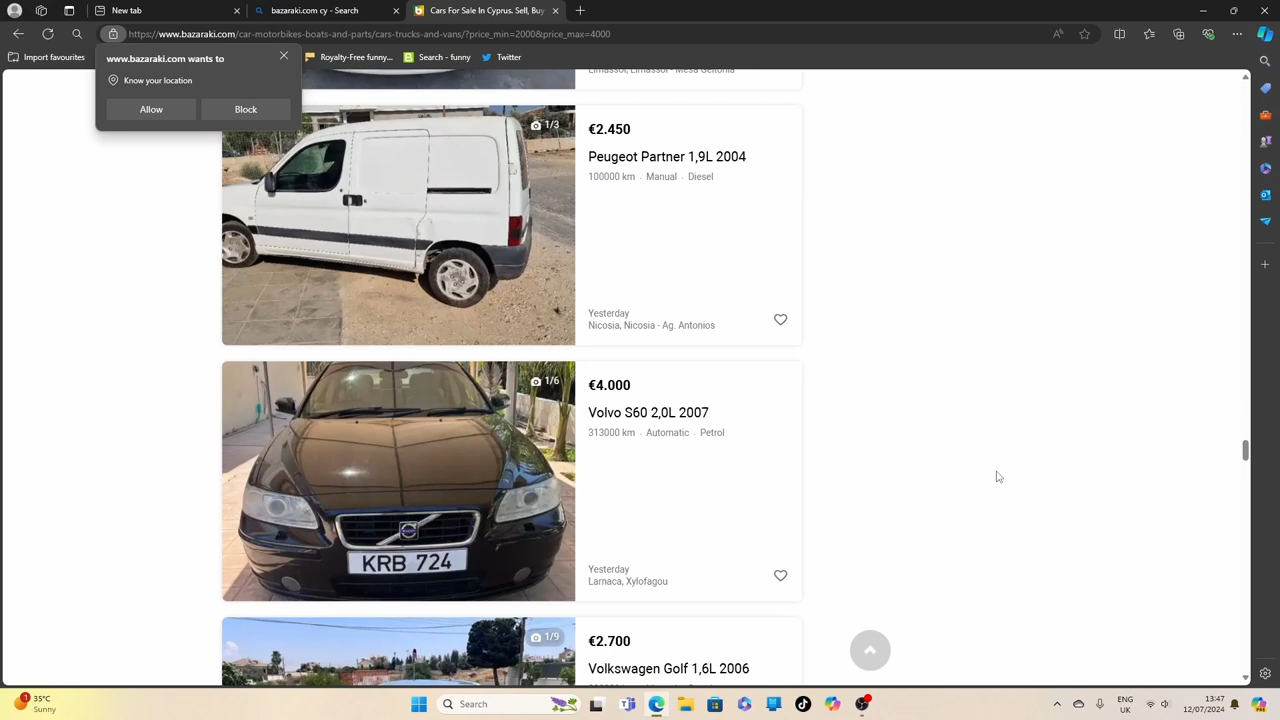 New tab
Search
Cars for Sale in Cyprus, Sell, Buy
https://www.bazaraki.com/car-motorbikes-boats-and-parts/cars-trucks-and-vans/?price_min=2000&price_max=4000
Import favourites
(Favourite) funny...
Royalty-Free funny...
Search - funny
Twitter
www.bazaraki.com wants to
Know your location
Allow
Block
Limassol, Limassol - Mesa Geitonia
1/3
€2.450
Peugeot Partner 1,9L 2004
100000 km . Manual . Diesel
Yesterday
Nicosia, Nicosia - Ag. Antonios
1/6
€4.000
Volvo S60 2,0L 2007
313000 km . Automatic . Petrol
KRB 724
Yesterday
Larnaca, Xylofagou
1/9
€2.700
Volkswagen Golf 1,6L 2006
1
35°C
Sunny
Search
ENG
UK
13:47
12/07/2024